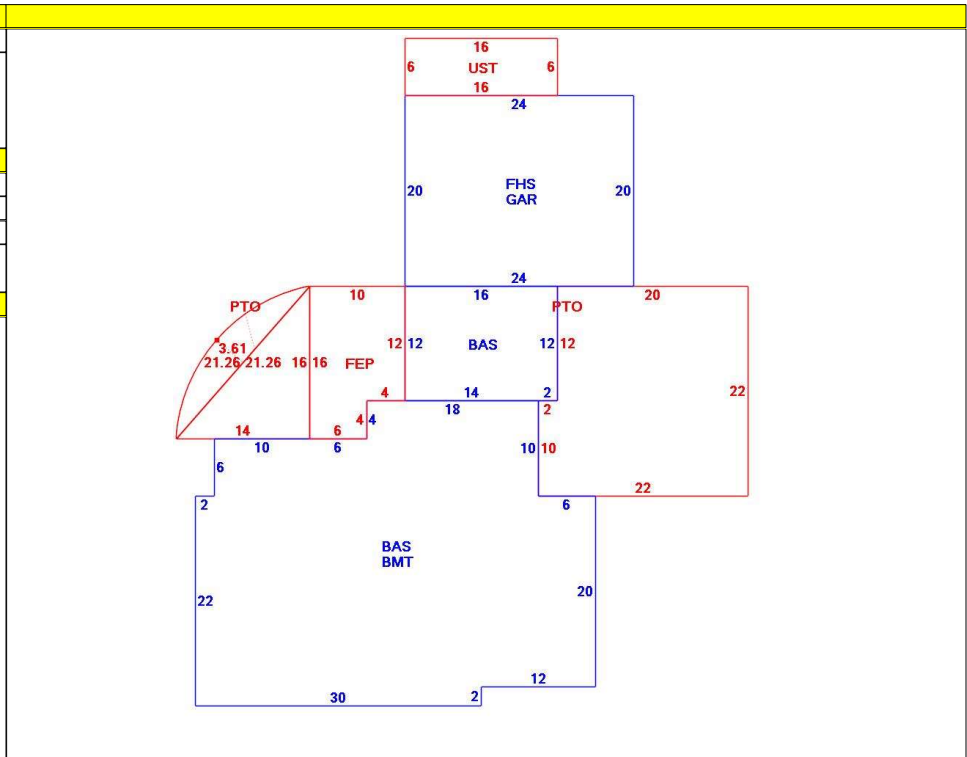 16
6 UST 6
16
24
20 FHS 20
GAR
24
PTO 10 16 PTO 20
12 12 BAS 12 12
3.61
21.26 21.26 16 16 FEP
22
4 14 2
18 2
4 4
14 6
10 6
10 10
6
22
2 6
BAS
BMT
22 20
12
30 2